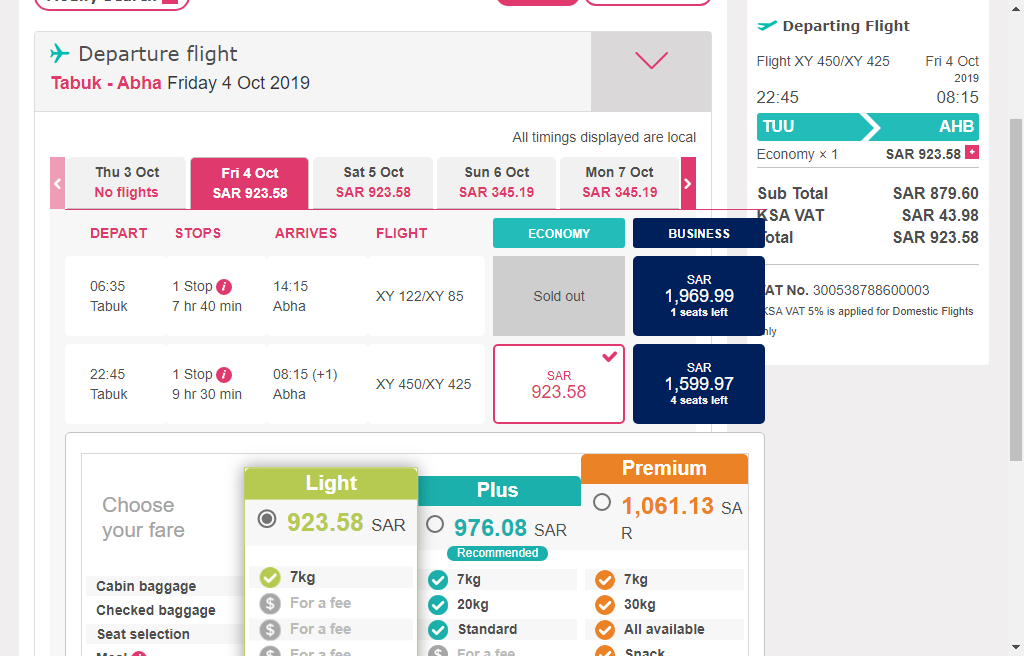 Departure flight
Tabuk - Abha Friday 4 Oct 2019
All timings displayed are local
Thu 3 Oct
No flights
Fri 4 Oct
SAR 923.58
Sat 5 Oct
SAR 923.58
Sun 6 Oct
SAR 345.19
Mon 7 Oct
SAR 345.19
DEPART STOPS ARRIVES FLIGHT ECONOMY BUSINESS
06:35
Tabuk
1 Stop i
7 hr 40 min
14:15
Abha
XY 122/XY 85
Sold out
SAR
1,969.99
1 seats left
22:45
Tabuk
1 Stop i
9 hr 30 min
08:15 (+1)
Abha
XY 450/XY 425
SAR
923.58
SAR
1,599.97
4 seats left
Choose
your fare
Light
923.58 SAR
Plus
976.08 SAR
Recommended
Premium
1,061.13 SA
R
Cabin baggage 7kg 7kg 7kg
Checked baggage $ For a fee 20kg 30kg
Seat selection $ For a fee Standard All available
Meal $ For a fee $ For a fee Snack
Departing Flight
Flight XY 450/XY 425 Fri 4 Oct
2019
22:45 08:15
TUU AHB
Economy × 1 SAR 923.58 +
Sub Total SAR 879.60
KSA VAT SAR 43.98
Total SAR 923.58
VAT No. 300538788600003
KSA VAT 5% is applied for Domestic Flights
only